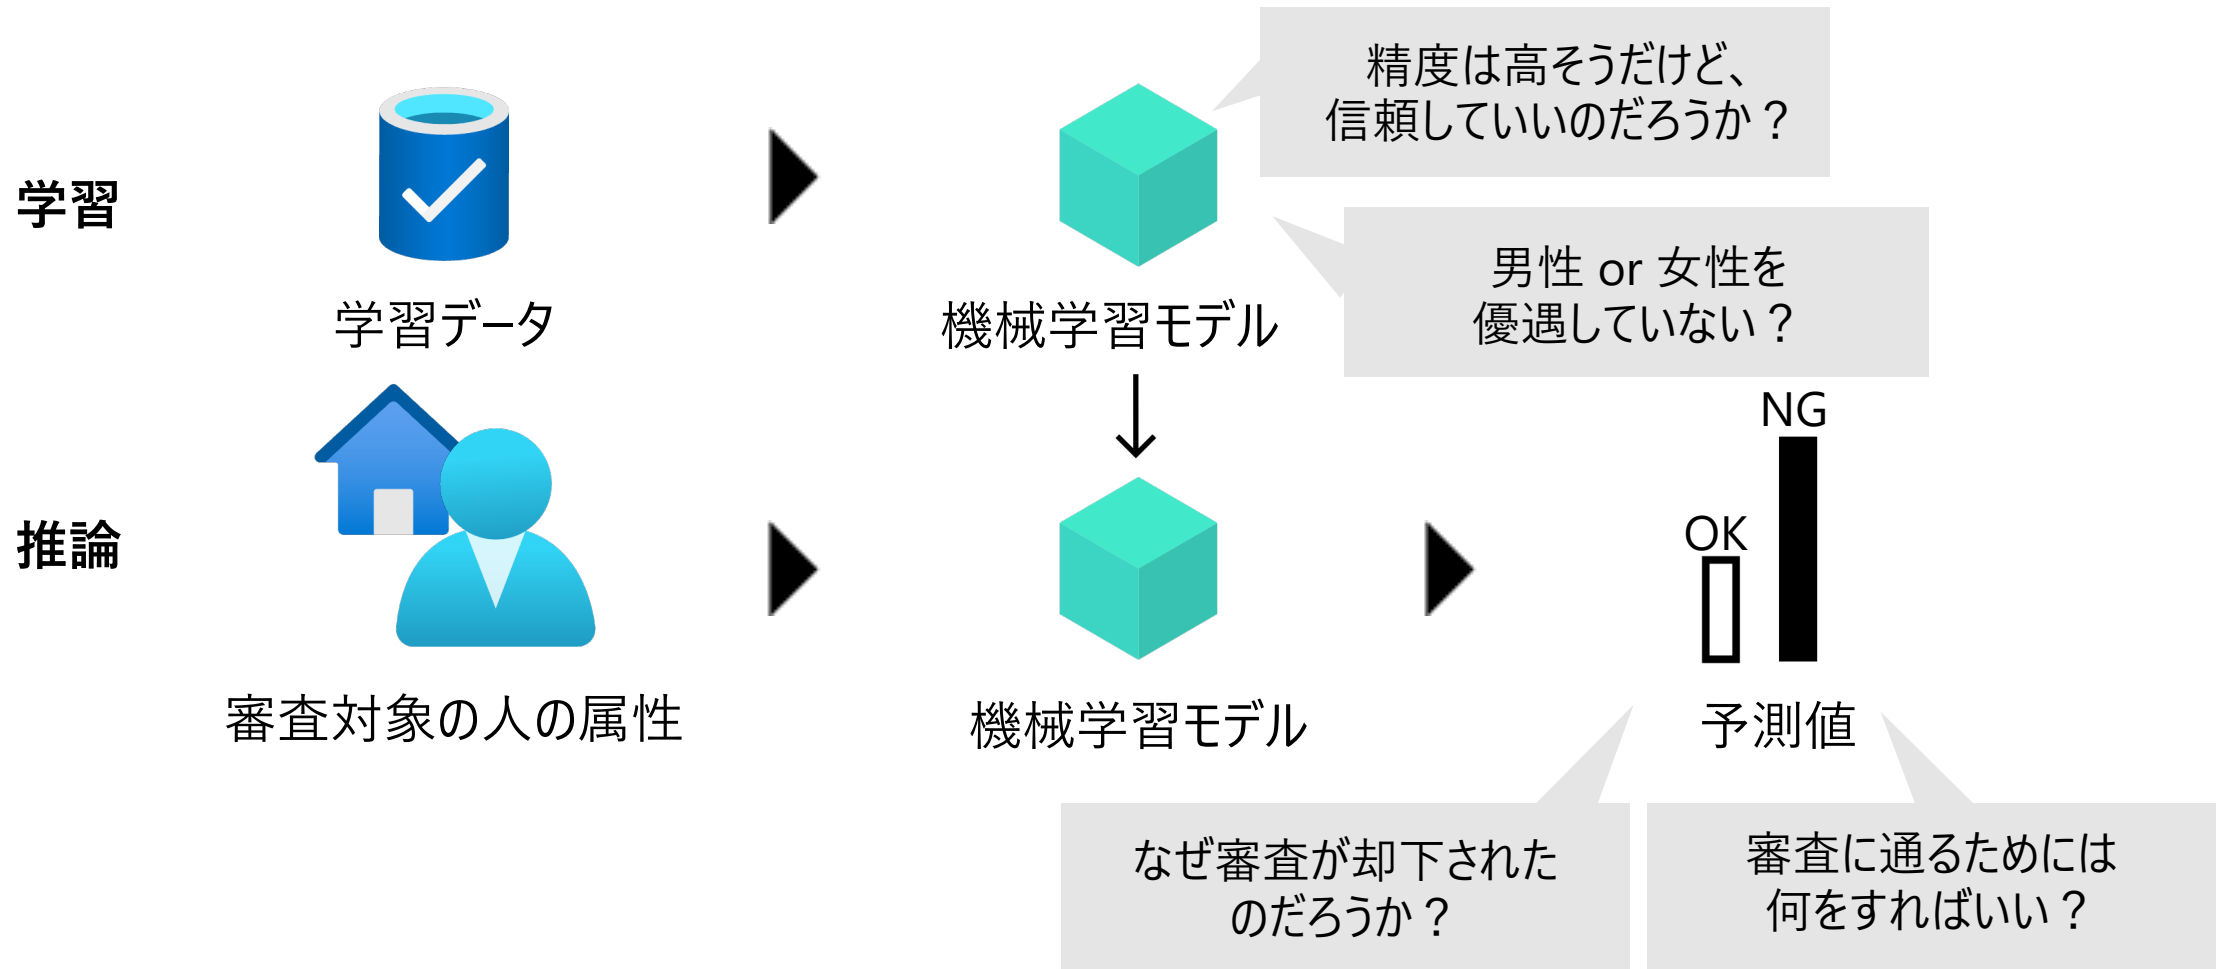 精度は高そうだけど、
信頼していいのだろうか？
学習
男性 or 女性を
優遇していない？
学習データ
機械学習モデル
NG
OK
推論
審査対象の人の属性
機械学習モデル
予測値
なぜ審査が却下された
のだろうか？
審査に通るためには
何をすればいい？